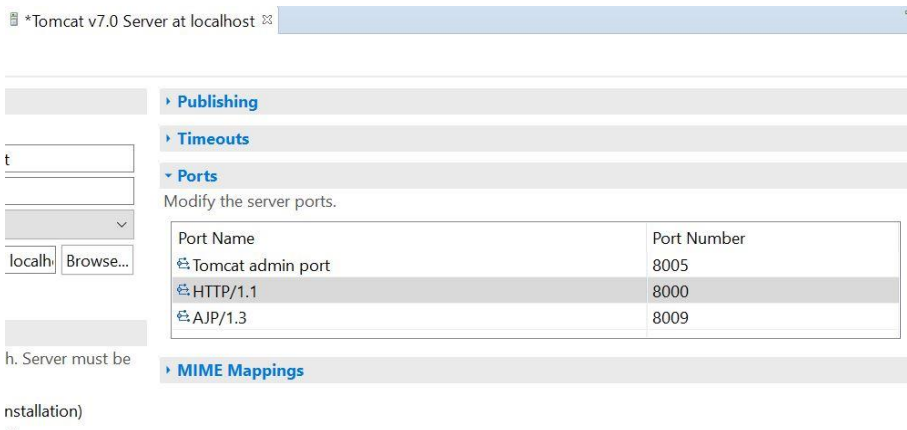 *Tomcat v7.0 Server at localhost
Publishing
Timeouts
t
Ports
Modify the server ports.
Port Name Port Number
localh Browse...
Tomcat admin port 8005
HTTP/1.1 8000
AJP/1.3 8009
h. Server must be
MIME Mappings
nstallation)